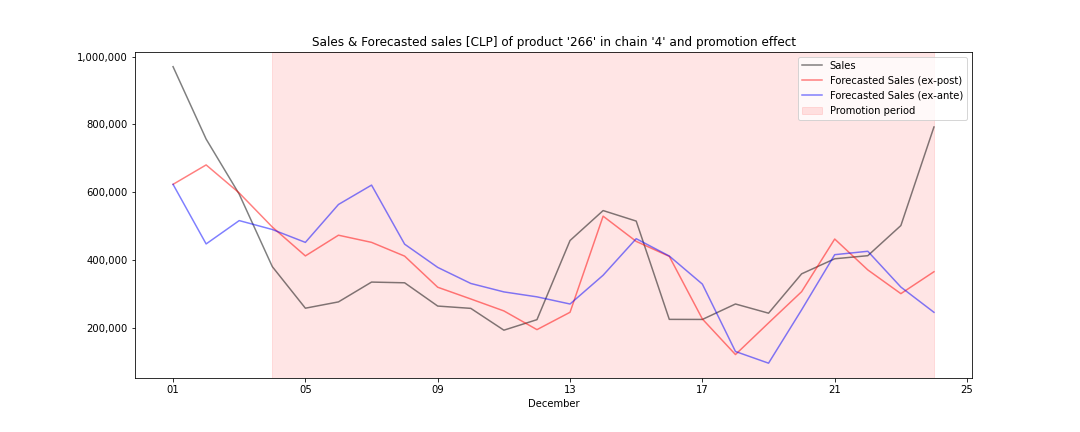 Sales & Forecasted sales [CLP] of product '266' in chain '4' and promotion effect
1,000,000
800,000
600,000
400,000
200,000
Sales
Forecasted Sales (ex-post)
Forecasted Sales (ex-ante)
Promotion period
01 05 09 13 17 21 25
December